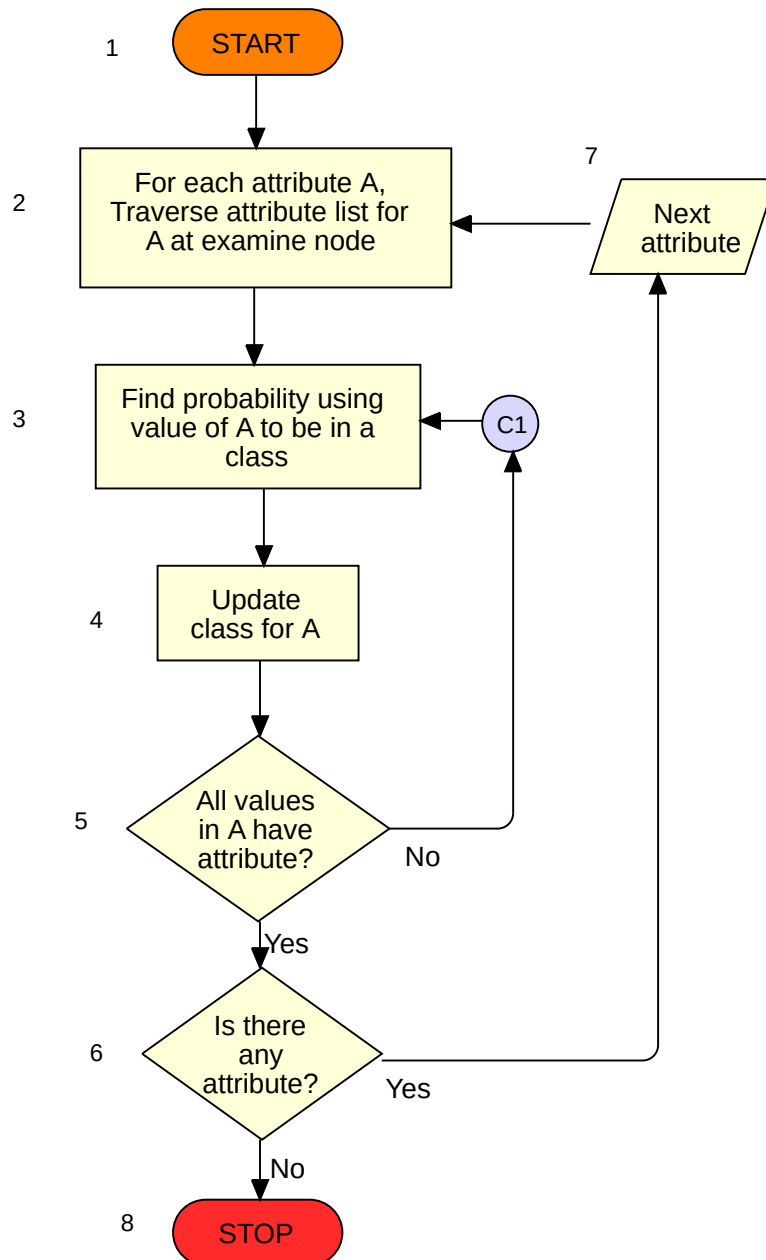 1
START
2
For each attribute A,
Traverse attribute list for
A at examine node
7
Next
attribute
3
Find probability using
value of A to be in a
class
C1
4
Update
class for A
5
All values
in A have
attribute?
No
Yes
6
Is there
any
attribute?
Yes
No
8
STOP